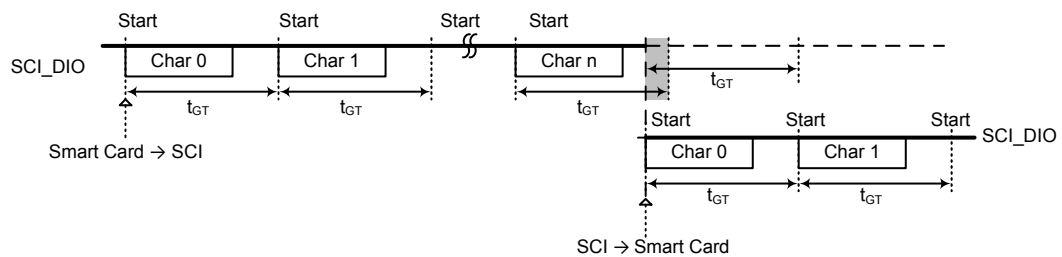 Start Start Start Start
SCI_DIO Char 0 Char 1 Char n
tGT tGT tGT tGT
Smart Card → SCI
Start Start Start
SCI_DIO
Char 0 Char 1
tGT tGT
SCI → Smart Card